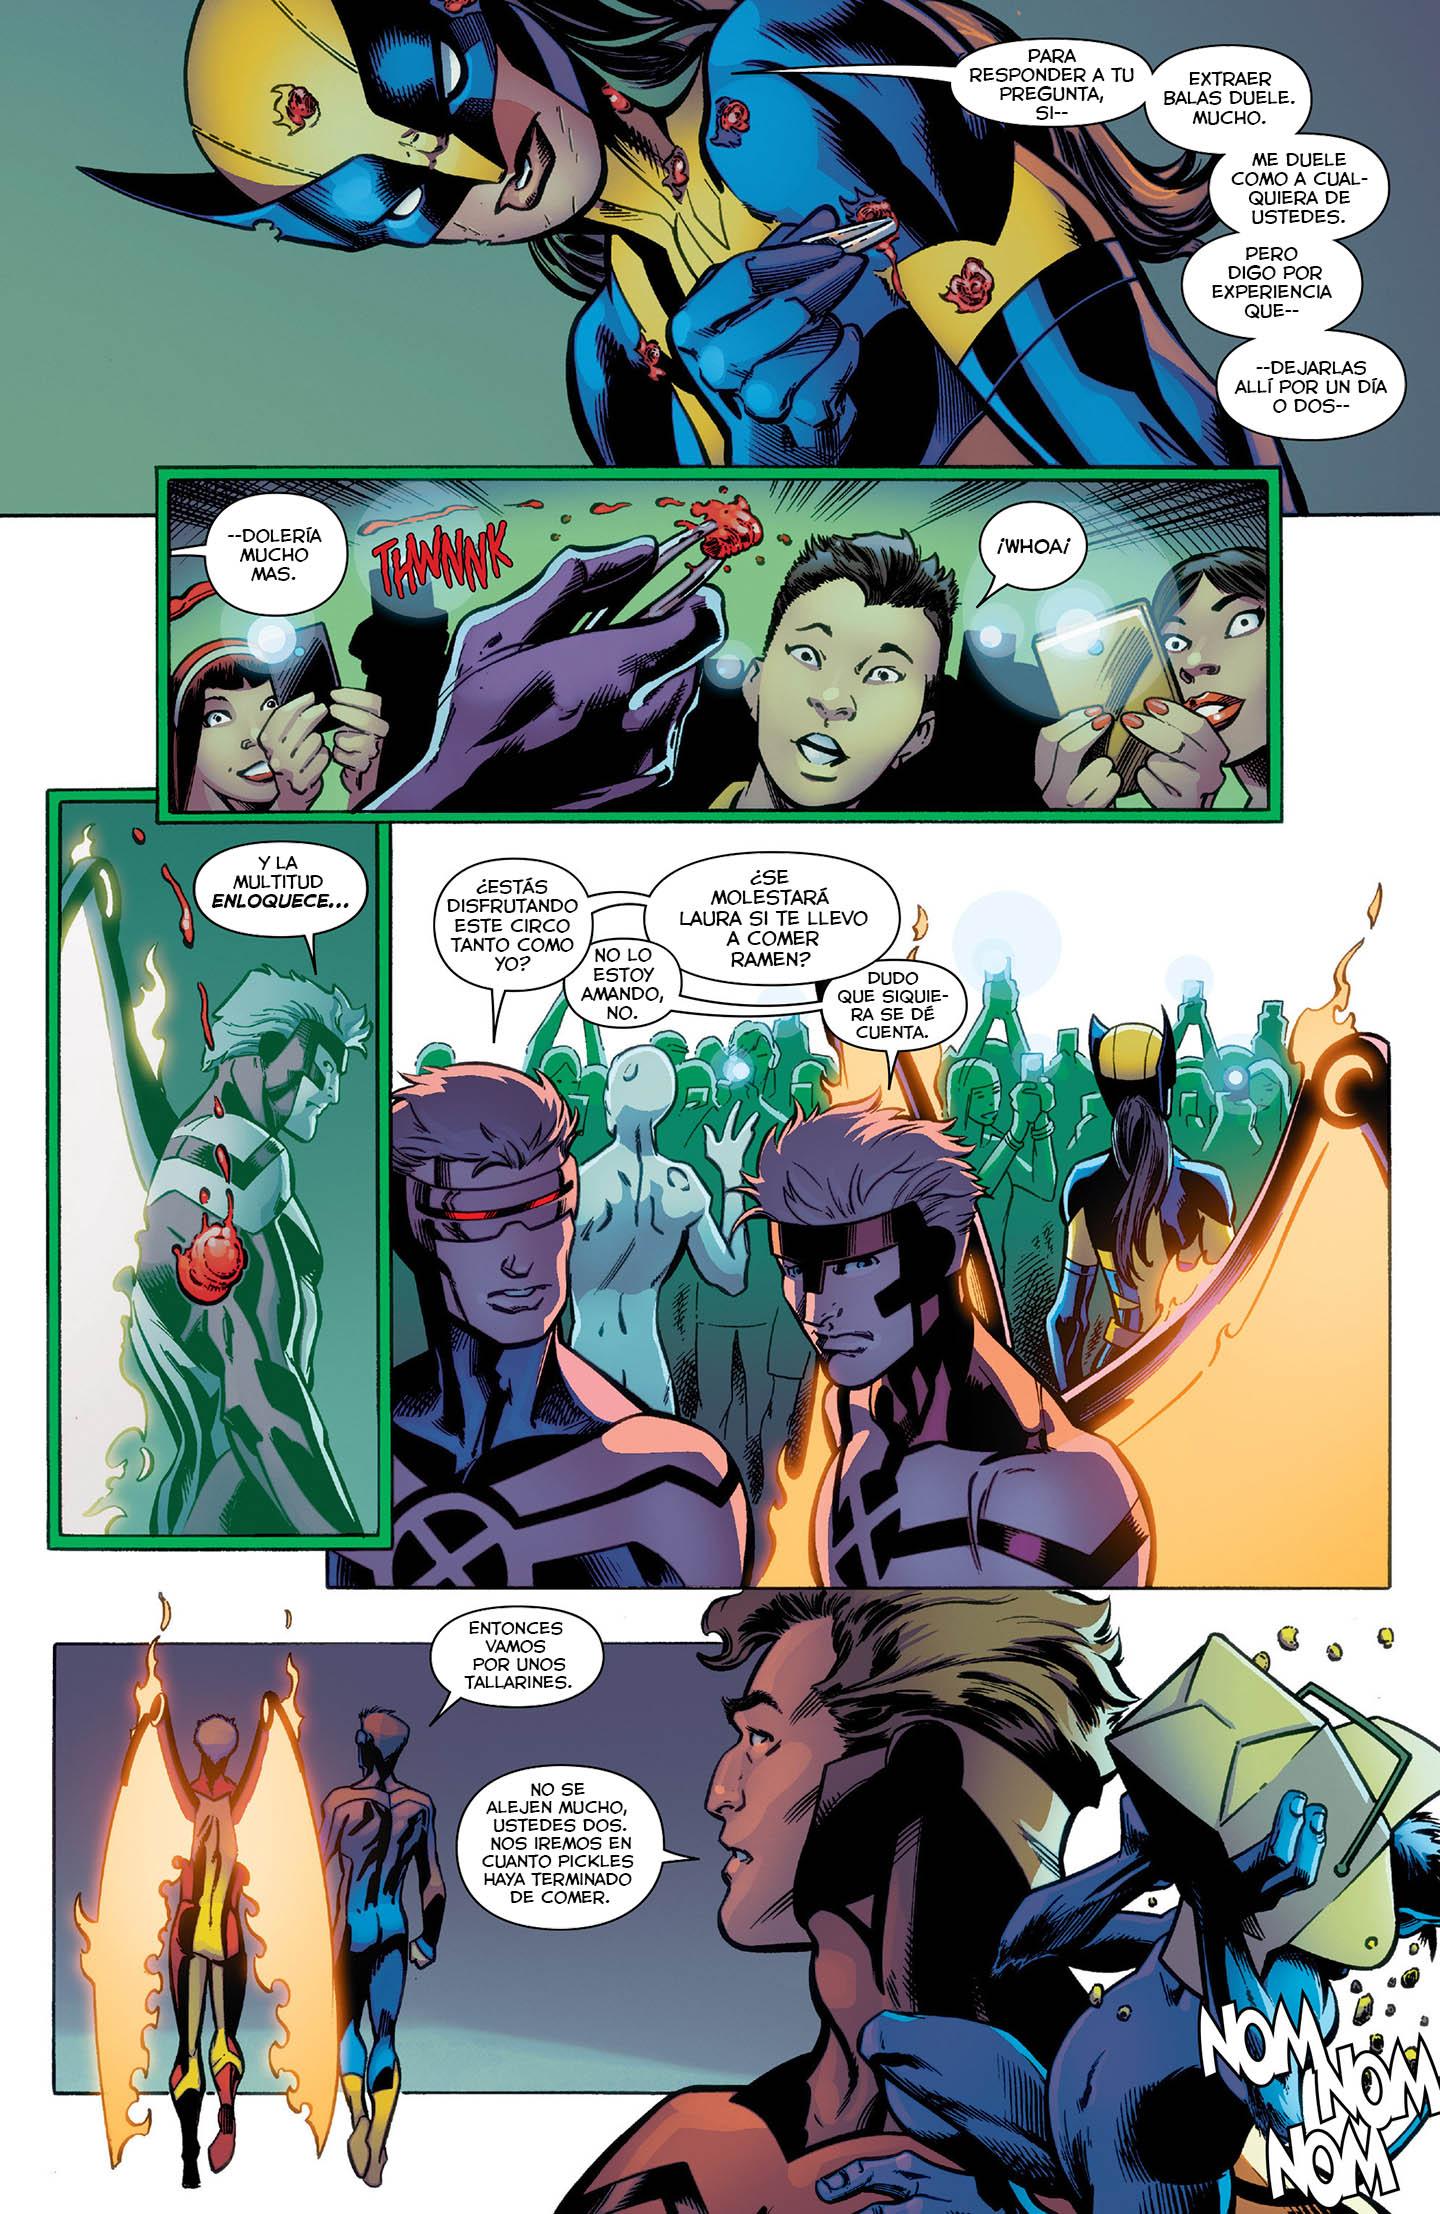 PARA
RESPONDER A TU
PREGUNTA,
SI--
EXTRAER
BALAS DUELE.
MUCHO.
ME DUELE
COMO A CUAL-
QUIERA DE
USTEDES.
PERO
DIGO POR
EXPERIENCIA
QUE--
--DEJARLAS
ALLÍ POR UN DÍA
O DOS--
--DOLERÍA
MUCHO
MAS.
THWNNNK
¡WHOA¡
Y LA
MULTITUD
ENLOQUECE...
¿ESTÁS
DISFRUTANDO
ESTE CIRCO
TANTO COMO
YO?
NO LO
ESTOY
AMANDO,
NO.
¿SE
MOLESTARÁ
LAURA SI TE LLEVO
A COMER
RAMEN?
DUDO
QUE SIQUIE-
RA SE DÉ
CUENTA.
ENTONCES
VAMOS
POR UNOS
TALLARINES.
NO SE
ALEJEN MUCHO,
USTEDES DOS.
NOS IREMOS EN
CUANTO PICKLES
HAYA TERMINADO
DE COMER.
NOM
NOM
NOM